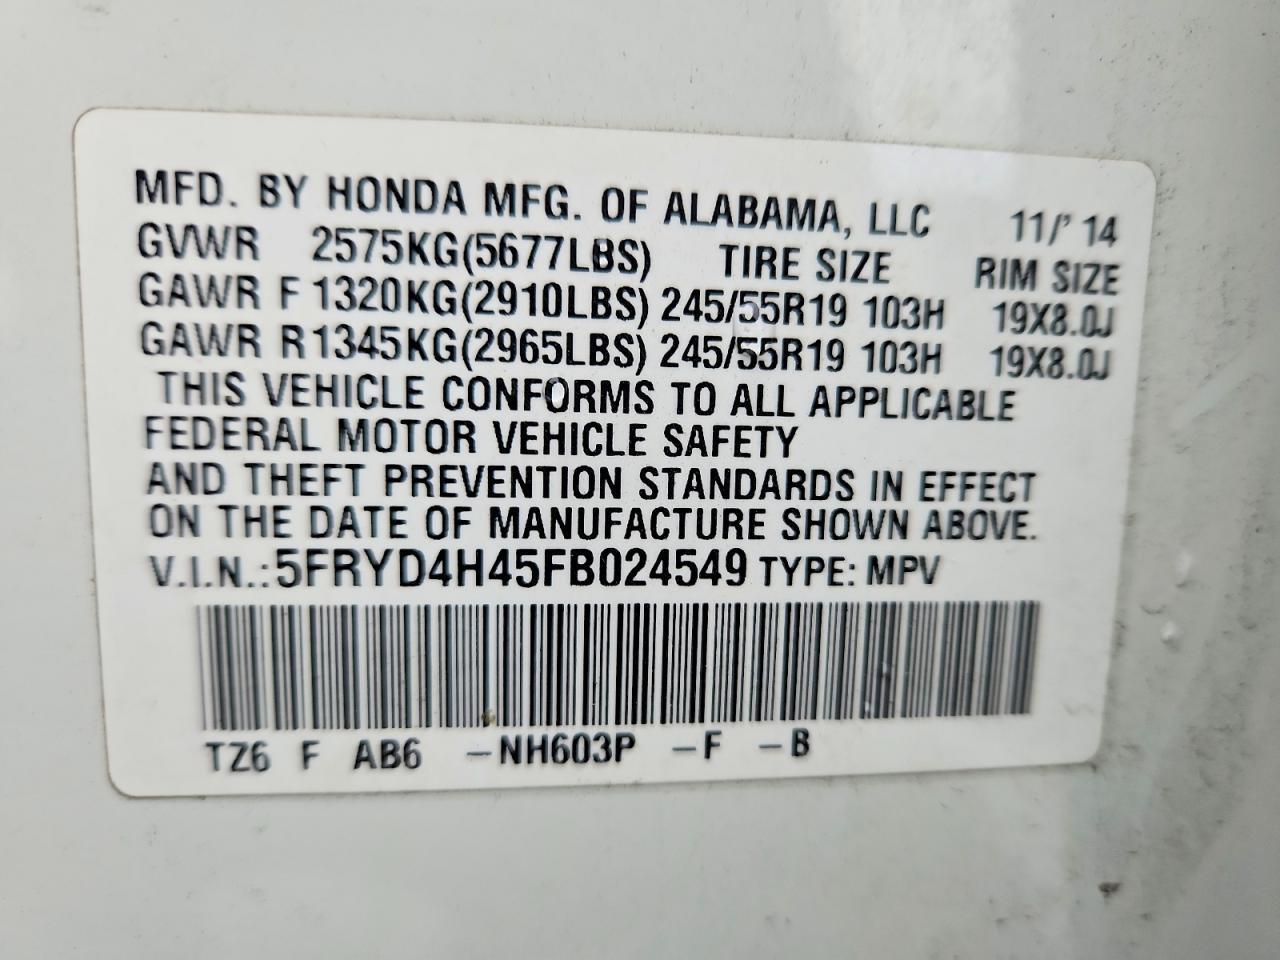 MFD. BY HONDA MFG. OF ALABAMA, LLC 11/'14
GVWR 2575KG(5677LBS) TIRE SIZE RIM SIZE
GAWR F 1320KG(2910LBS) 245/55R19 103H 19X8.0J
GAWR R 1345KG(2965LBS) 245/55R19 103H 19X8.0J
THIS VEHICLE CONFORMS TO ALL APPLICABLE
FEDERAL MOTOR VEHICLE SAFETY
AND THEFT PREVENTION STANDARDS IN EFFECT
ON THE DATE OF MANUFACTURE SHOWN ABOVE.
V.I.N.: 5FRYD4H45FB024549 TYPE: MPV
TZ6 F AB6 -NH603P -F -B